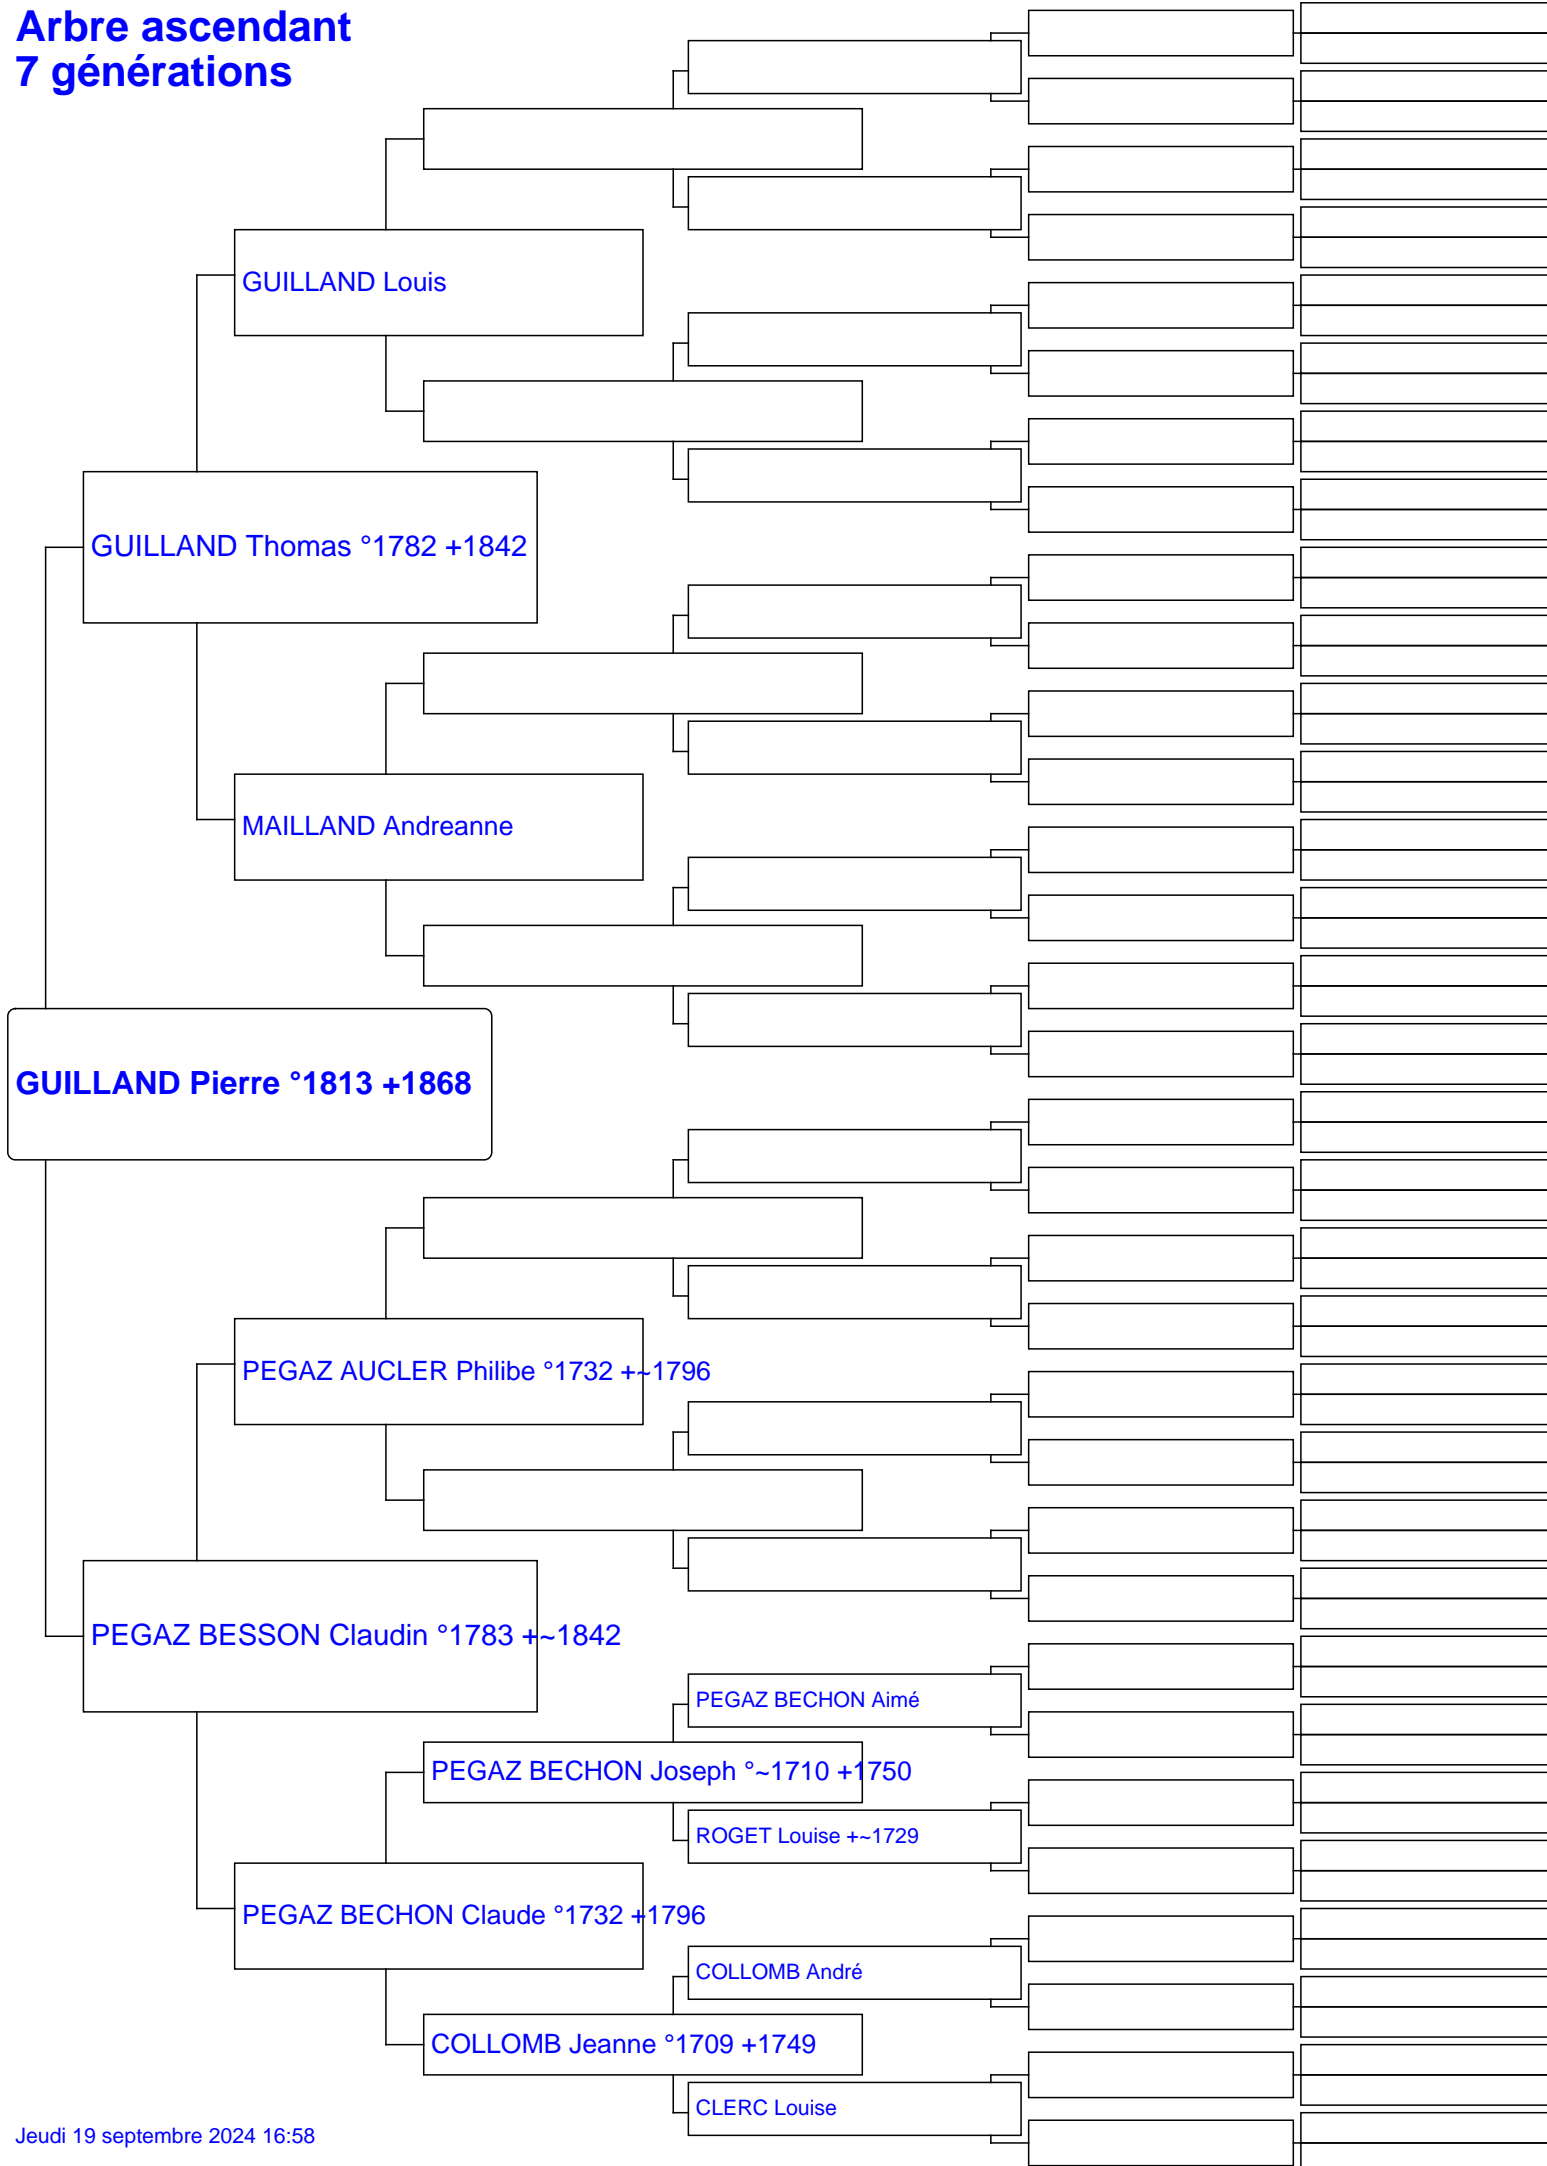 Arbre ascendant
7 générations
GUILLAND Louis
GUILLAND Thomas °1782 +1842
MAILLAND Andreanne
GUILLAND Pierre °1813 +1868
PEGAZ AUCLER Philibe °1732 +~1796
PEGAZ BESSON Claudin °1783 +~1842
PEGAZ BECHON Aimé
PEGAZ BECHON Joseph °~1710 +1750
ROGET Louise +~1729
PEGAZ BECHON Claude °1732 +1796
COLLOMB André
COLLOMB Jeanne °1709 +1749
CLERC Louise
Jeudi 19 septembre 2024 16:58